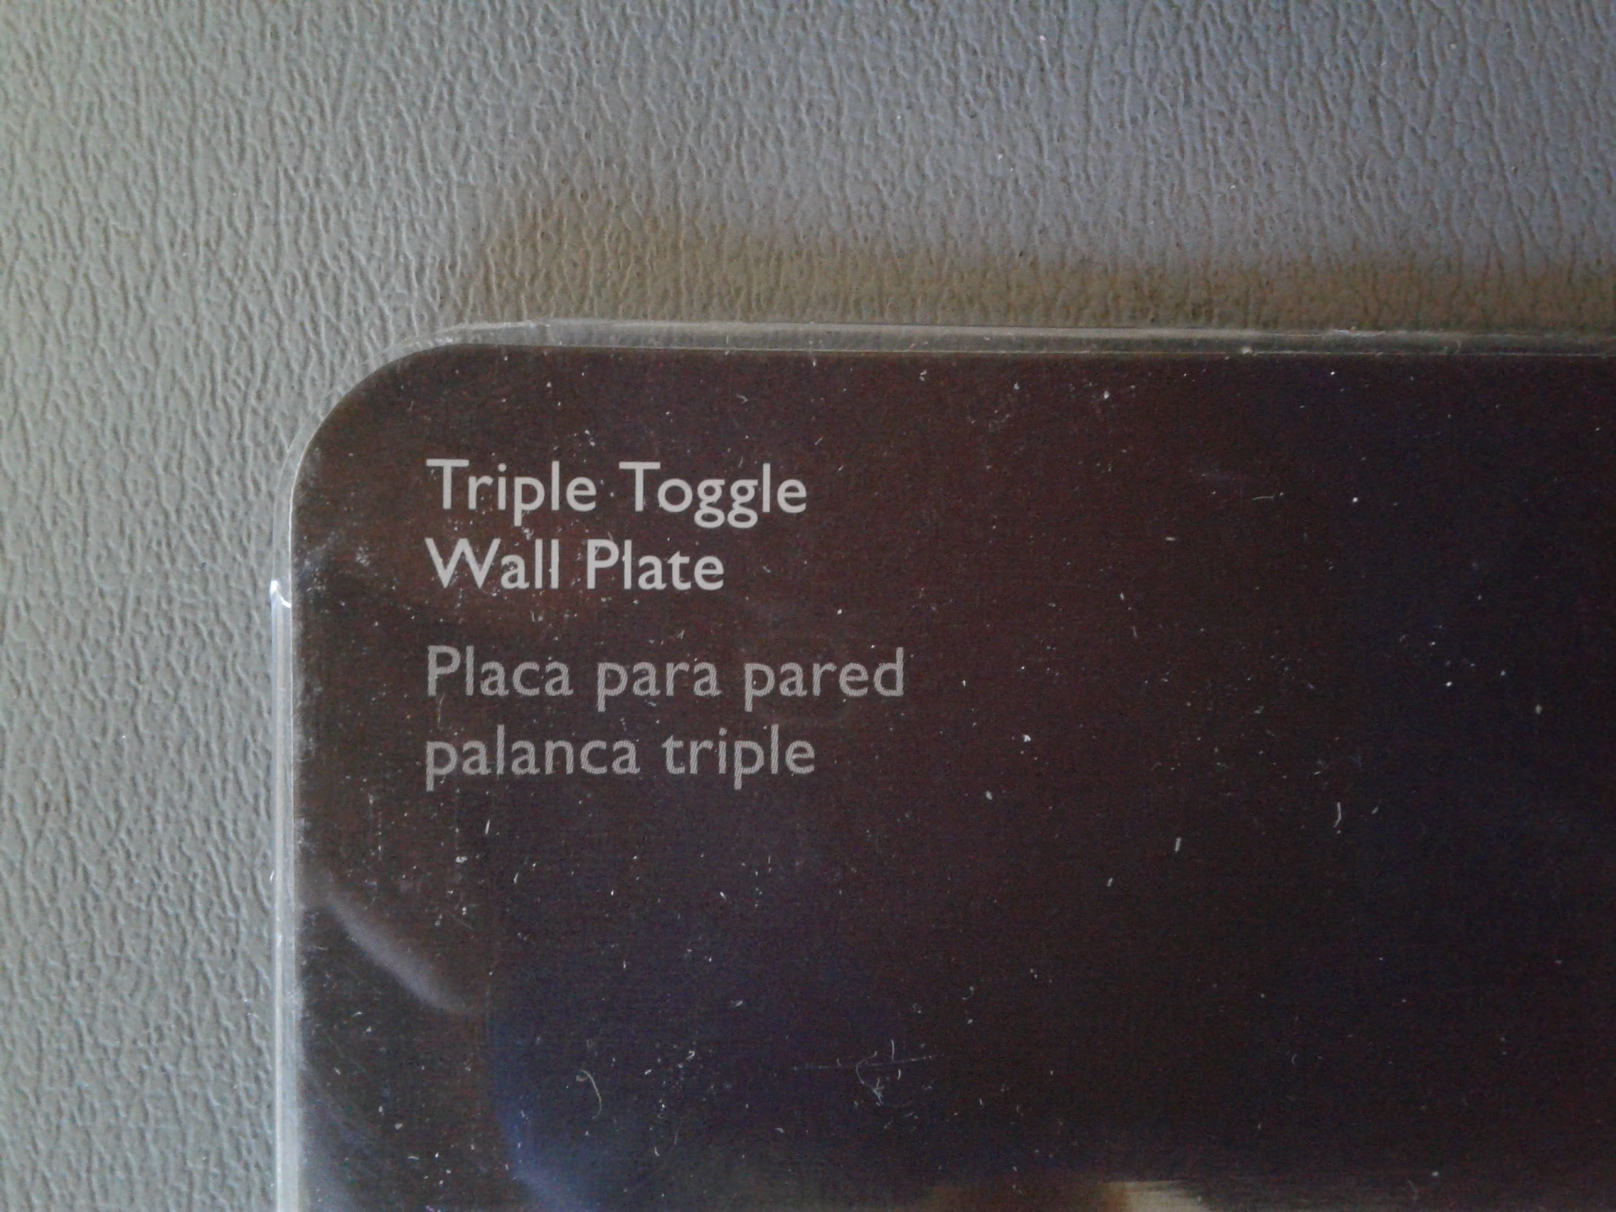 Triple Toggle
Wall Plate
Placa para pared
palanca triple